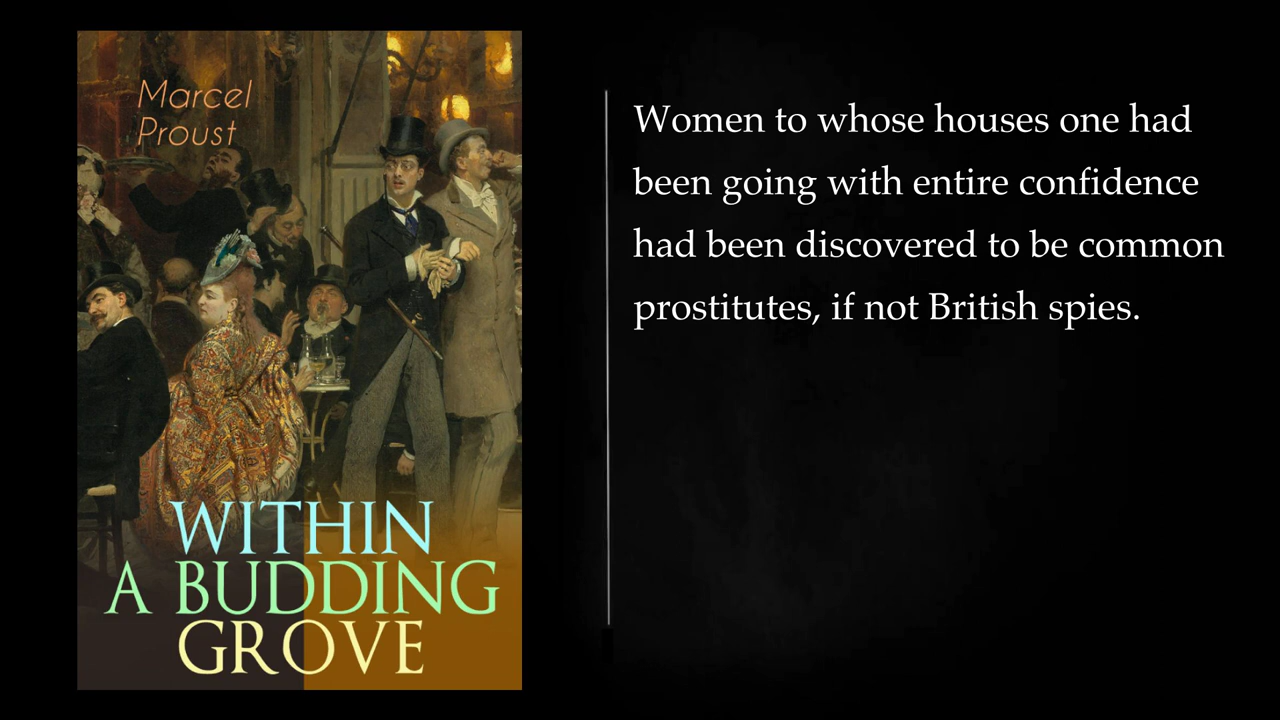 Marcel
Proust
WITHIN
A BUDDING
GROVE
Women to whose houses one had
been going with entire confidence
had been discovered to be common
prostitutes, if not British spies.